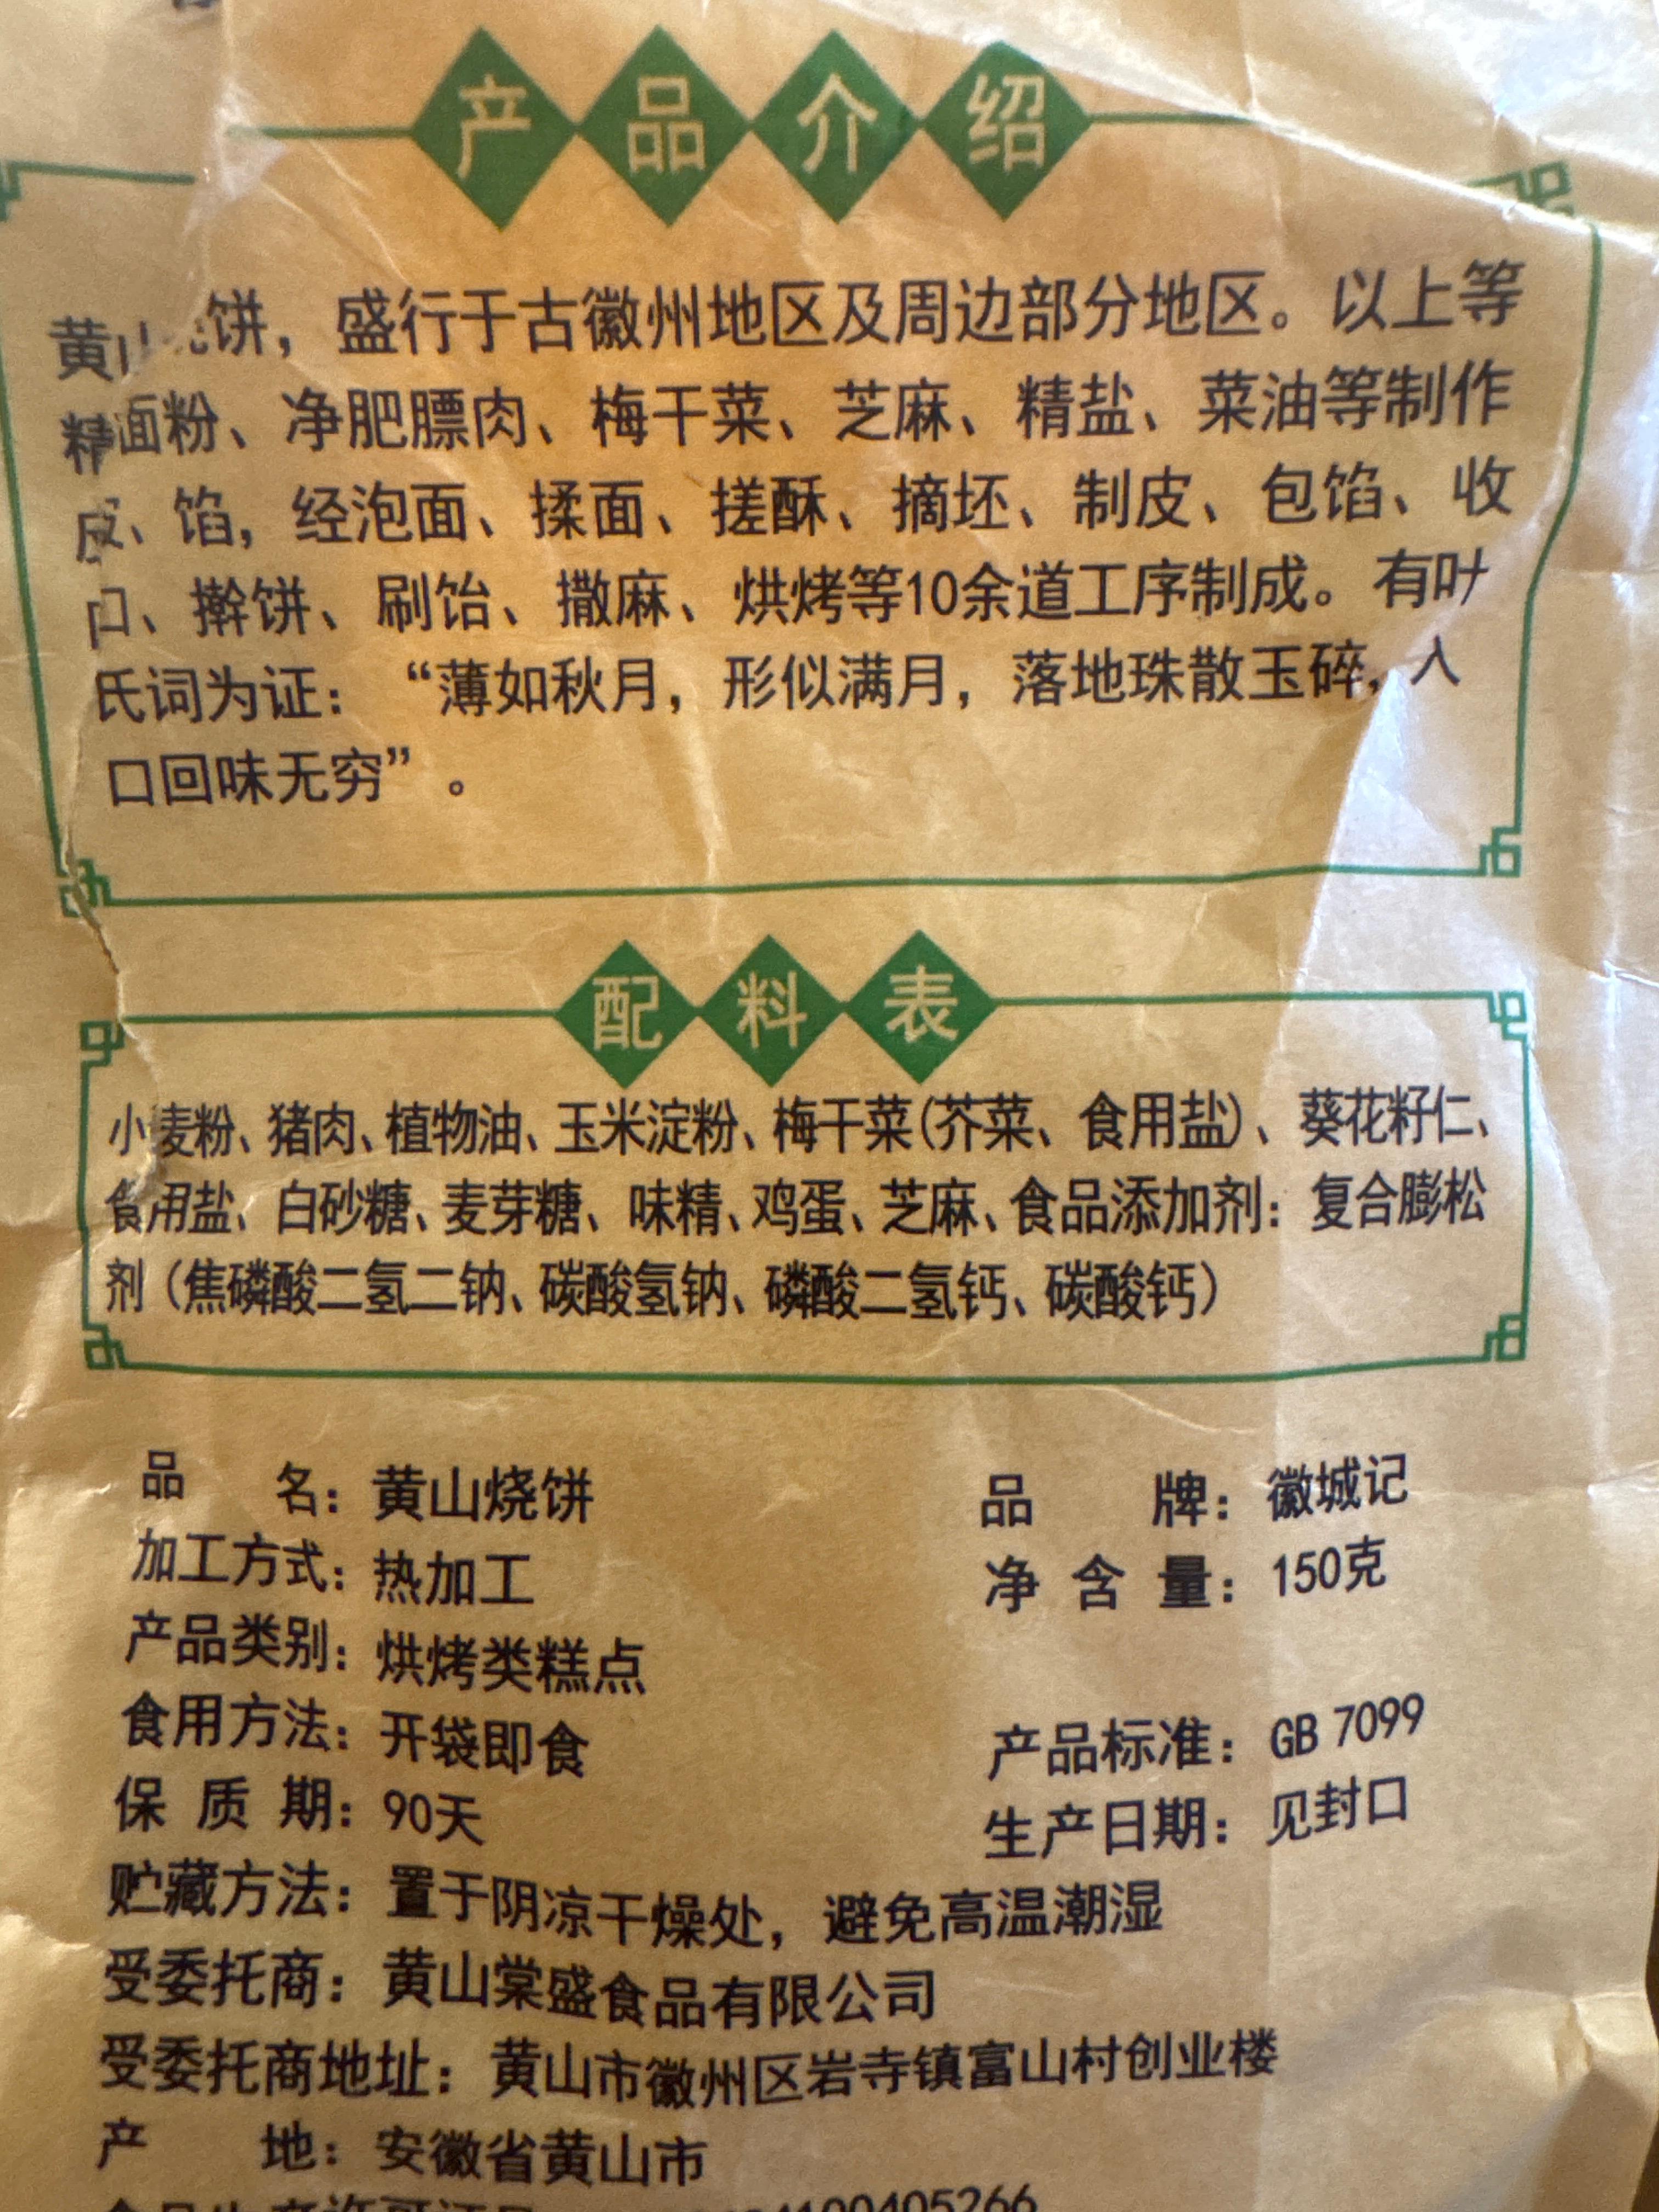 产品介绍
黄山烧饼，盛行于古徽州地区及周边部分地区。以上等
精面粉、净肥膘肉、梅干菜、芝麻、精盐、菜油等制作
皮、馅，经泡面、揉面、搓酥、摘坯、制皮、包馅、收
口、擀饼、刷饴、撒麻、烘烤等10余道工序制成。有叶
氏词为证：“薄如秋月，形似满月，落地珠散玉碎，入
口回味无穷”。
配料表
小麦粉、猪肉、植物油、玉米淀粉、梅干菜(芥菜、食用盐)、葵花籽仁、
食用盐、白砂糖、麦芽糖、味精、鸡蛋、芝麻、食品添加剂：复合膨松
剂(焦磷酸二氢二钠、碳酸氢钠、磷酸二氢钙、碳酸钙)
品 名：黄山烧饼 品 牌：徽城记
加工方式：热加工 净含量：150克
产品类别：烘烤类糕点
食用方法：开袋即食 产品标准：GB 7099
保质期：90天 生产日期：见封口
贮藏方法：置于阴凉干燥处，避免高温潮湿
受委托商：黄山棠盛食品有限公司
受委托商地址：黄山市徽州区岩寺镇富山村创业楼
产 地：安徽省黄山市